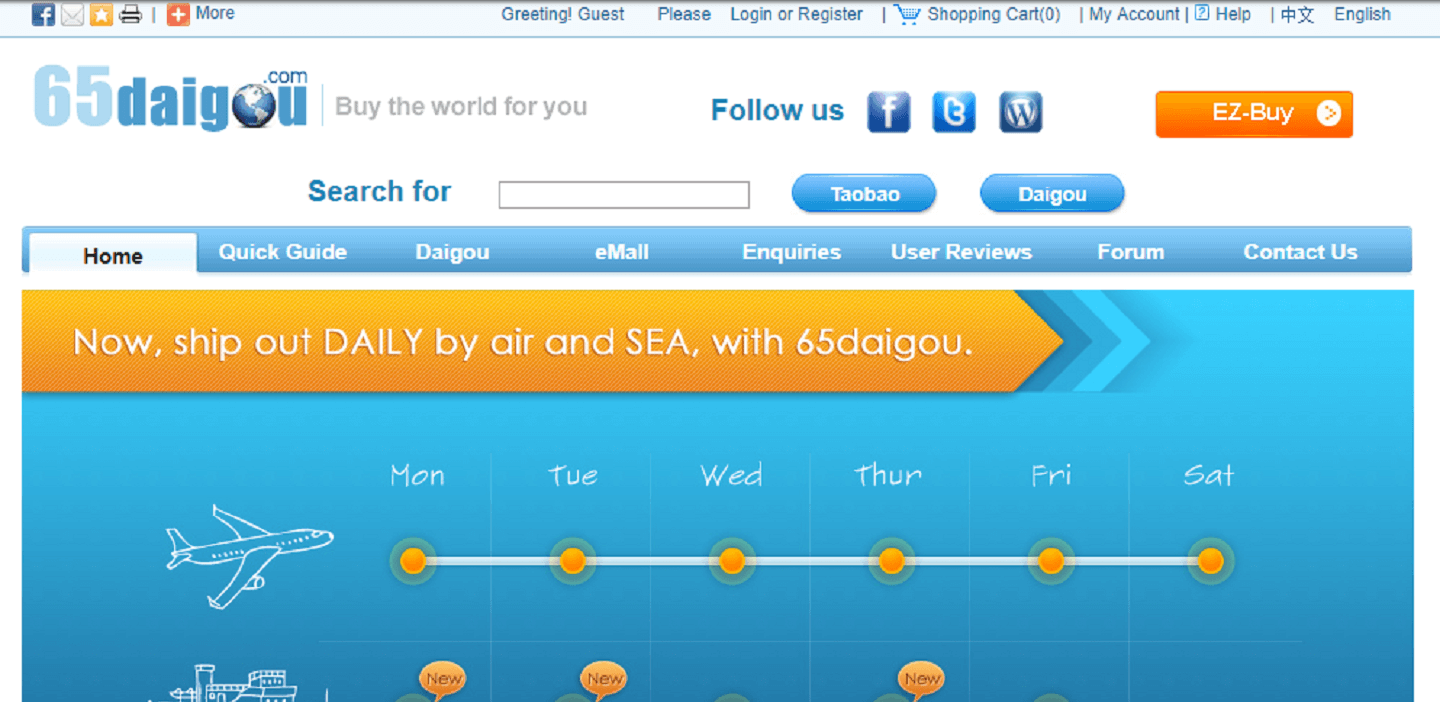 More | Greeting! Guest Please Login or Register | Shopping Cart(0) | My Account | Help | 中文 English
65daigou.com | Buy the world for you Follow us EZ-Buy
Search for Taobao Daigou
Home Quick Guide Daigou eMall Enquiries User Reviews Forum Contact Us
Now, ship out DAILY by air and SEA, with 65daigou.
Mon Tue Wed Thur Fri Sat
New New New